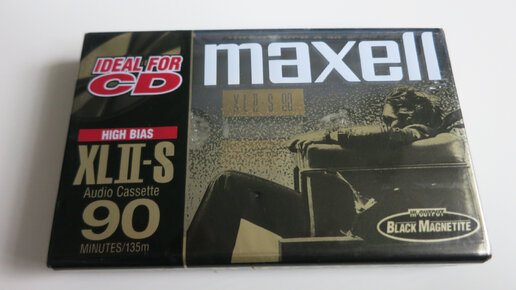 IDEAL FOR
CD
maxell
XLII-S 90
HIGH BIAS
XLII-S
Audio Cassette
90
MINUTES/135m
BLACK MAGNETITE